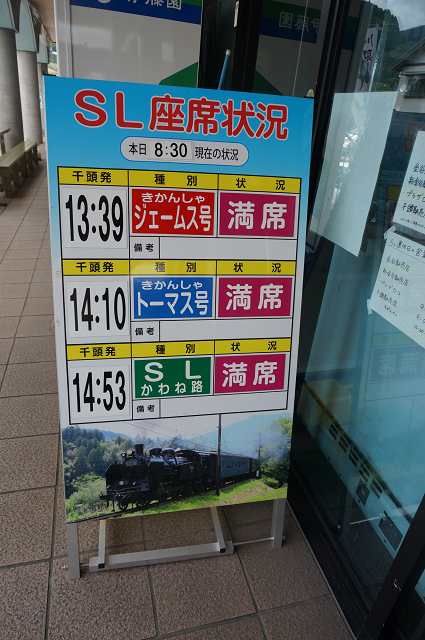 伊藤園
SL座席状況
本日 8:30 現在の状況
千頭発 種別 状況
13:39 きかんしゃ ジェームス号 満席
備考
千頭発 種別 状況
14:10 きかんしゃ トーマス号 満席
備考
千頭発 種別 状況
14:53 SL かわね路 満席
備考